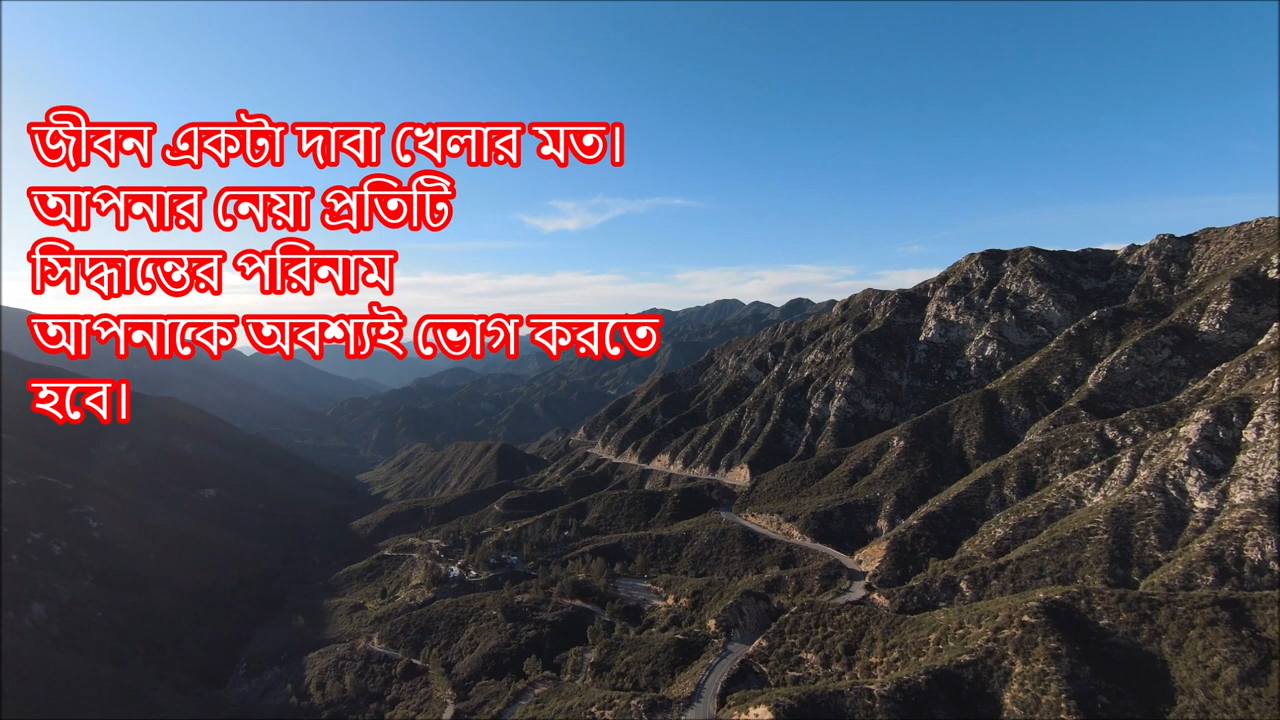 জীবন একটা দাবা খেলার মত।
আপনার নেয়া প্রতিটি
সিদ্ধান্তের পরিনাম
আপনাকে অবশ্যই ভোগ করতে
হবে।